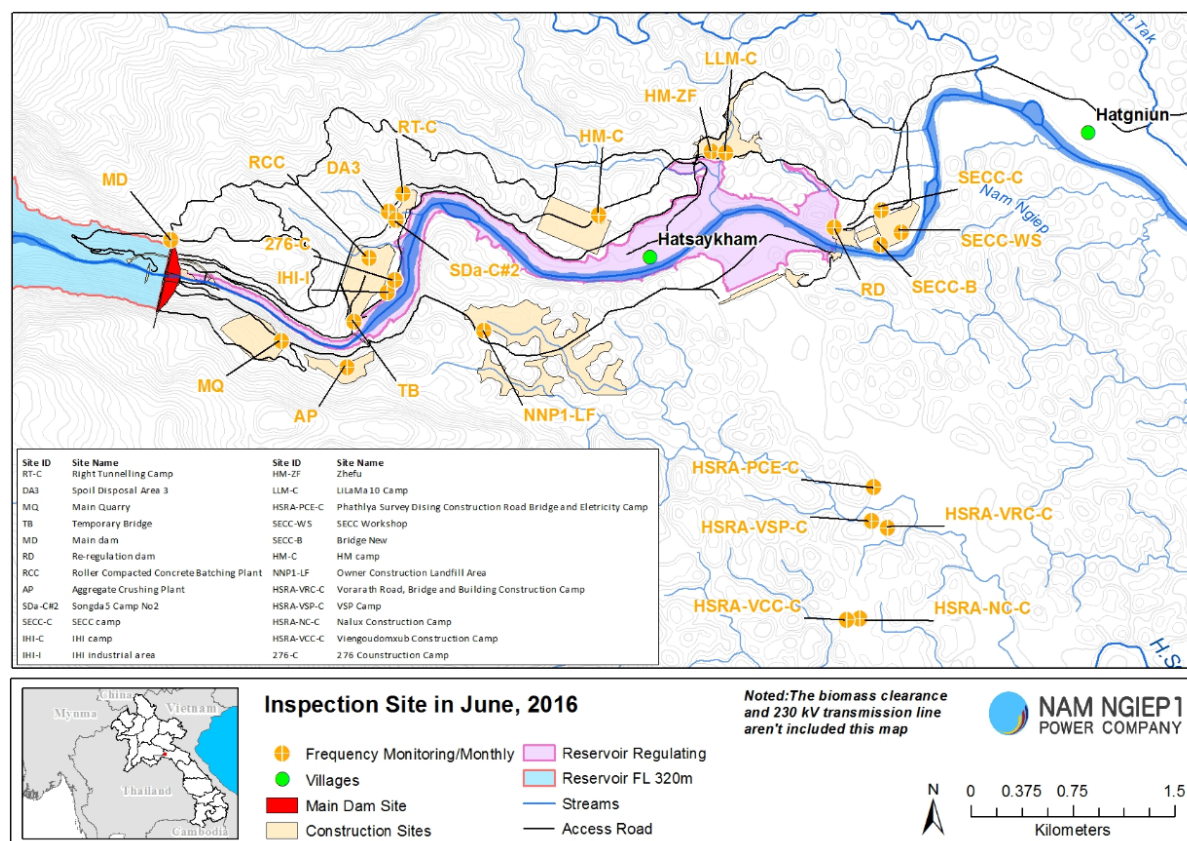 n Tak
LLM-C
HM-ZF
Hatgniun
RT-C
HM-C
RCC
DA3
MD
SECC-C
Nam Ngiep
276-C
Hatsaykham
SECC-WS
IHI-I
SDa-C#2
RD
SECC-B
MQ
TB
AP
NNP1-LF
HSRA-PCE-C
HSRA-VSP-C
HSRA-VRC-C
HSRA-VCC-C
HSRA-NC-C
Site ID Site Name Site ID Site Name
RT-C Right Tunnelling Camp HM-ZF Zhefu
DA3 Spoil Disposal Area 3 LLM-C LiLaMa 10 Camp
MQ Main Quarry HSRA-PCE-C Phathlya Survey Dising Construction Road Bridge and Eletricity Camp
TB Temporary Bridge SECC-WS SECC Workshop
MD Main dam SECC-B Bridge New
RD Re-regulation dam HM-C HM camp
RCC Roller Compacted Concrete Batching Plant NNP1-LF Owner Construction Landfill Area
AP Aggregate Crushing Plant HSRA-VRC-C Vorarath Road, Bridge and Building Construction Camp
SDa-C#2 Songda5 Camp No2 HSRA-VSP-C VSP Camp
SECC-C SECC camp HSRA-NC-C Nalux Construction Camp
IHI-C IHI camp HSRA-VCC-C Viengoudomxub Construction Camp
IHI-I IHI industrial area 276-C 276 Counstruction Camp
China
Mynma
Vietnam
Thailand
Cambodia
Inspection Site in June, 2016
Frequency Monitoring/Monthly
Villages
Main Dam Site
Construction Sites
Reservoir Regulating
Reservoir FL 320m
Streams
Access Road
Noted:The biomass clearance
and 230 kV transmission line
aren't included this map
NAM NGIEP 1
POWER COMPANY
N
0 0.375 0.75 1.5
Kilometers